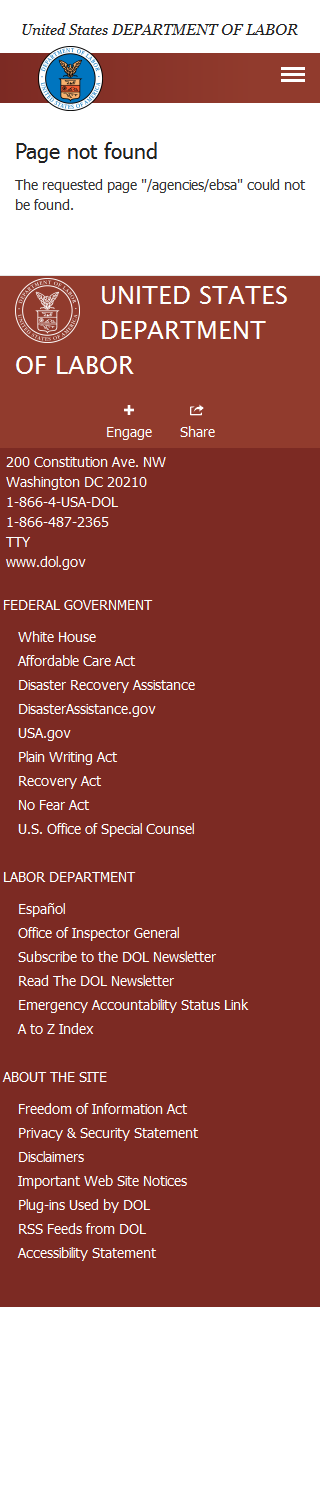 United States DEPARTMENT OF LABOR
Page not found
The requested page "/agencies/ebsa" could not
be found.
UNITED STATES
DEPARTMENT
OF LABOR
Engage Share
200 Constitution Ave. NW
Washington DC 20210
1-866-4-USA-DOL
1-866-487-2365
TTY
www.dol.gov
FEDERAL GOVERNMENT
White House
Affordable Care Act
Disaster Recovery Assistance
DisasterAssistance.gov
USA.gov
Plain Writing Act
Recovery Act
No Fear Act
U.S. Office of Special Counsel
LABOR DEPARTMENT
Español
Office of Inspector General
Subscribe to the DOL Newsletter
Read The DOL Newsletter
Emergency Accountability Status Link
A to Z Index
ABOUT THE SITE
Freedom of Information Act
Privacy & Security Statement
Disclaimers
Important Web Site Notices
Plug-ins Used by DOL
RSS Feeds from DOL
Accessibility Statement